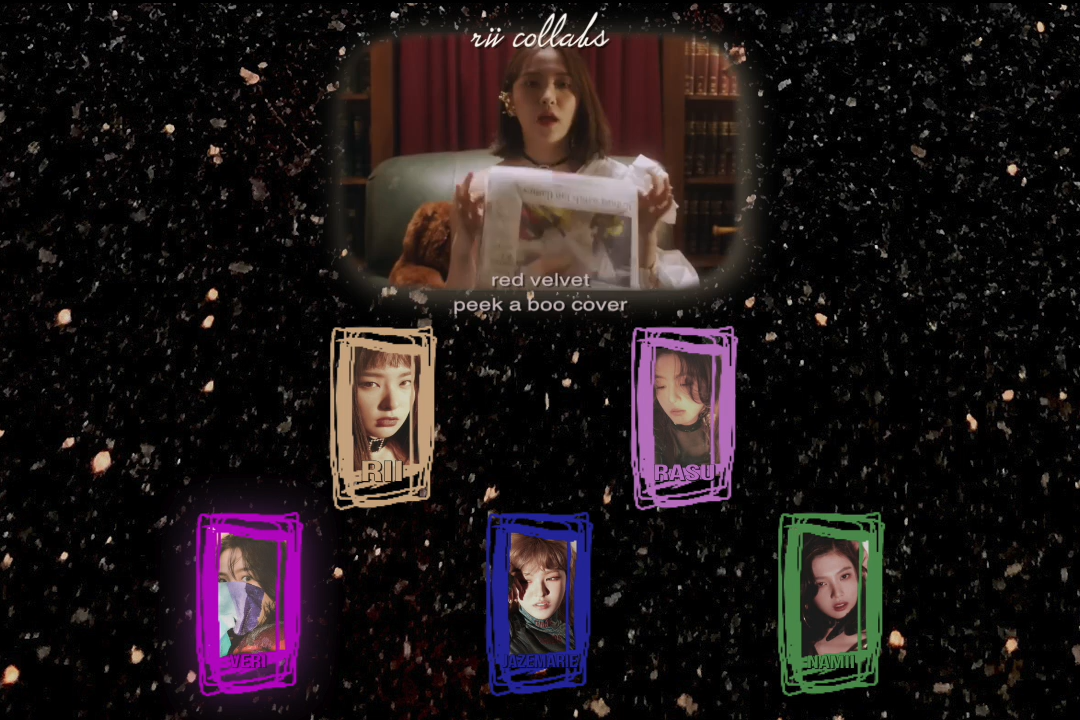 rii collabs
red velvet
peek a boo cover
RII
RASU
VERI
JAZEMARIE
NAMII